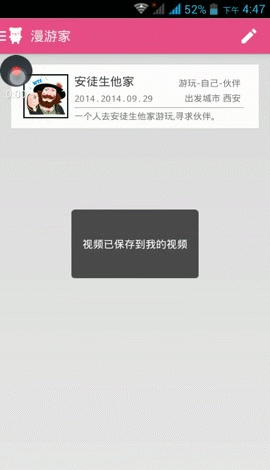 52% 下午 4:47
漫游家
安徒生他家
游玩-自己-伙伴
2014.2014.09.29
出发城市 西安
一个人去安徒生他家游玩,寻求伙伴。
视频已保存到我的视频